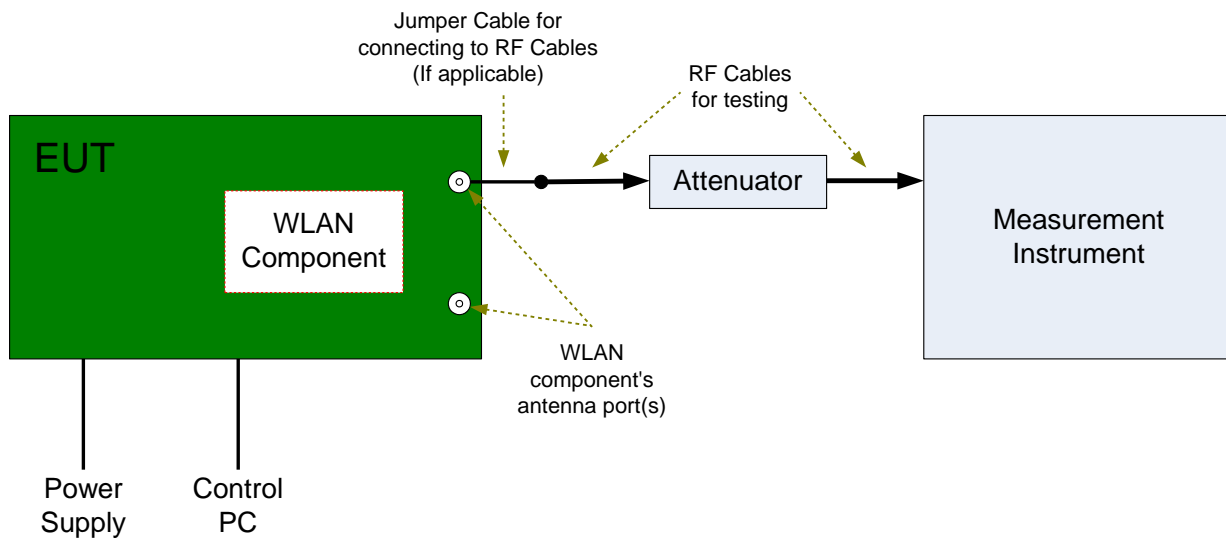 Jumper Cable for
connecting to RF Cables
(If applicable)
RF Cables
for testing
EUT
WLAN
Component
Attenuator
Measurement
Instrument
WLAN
component's
antenna port(s)
Power
Supply
Control
PC